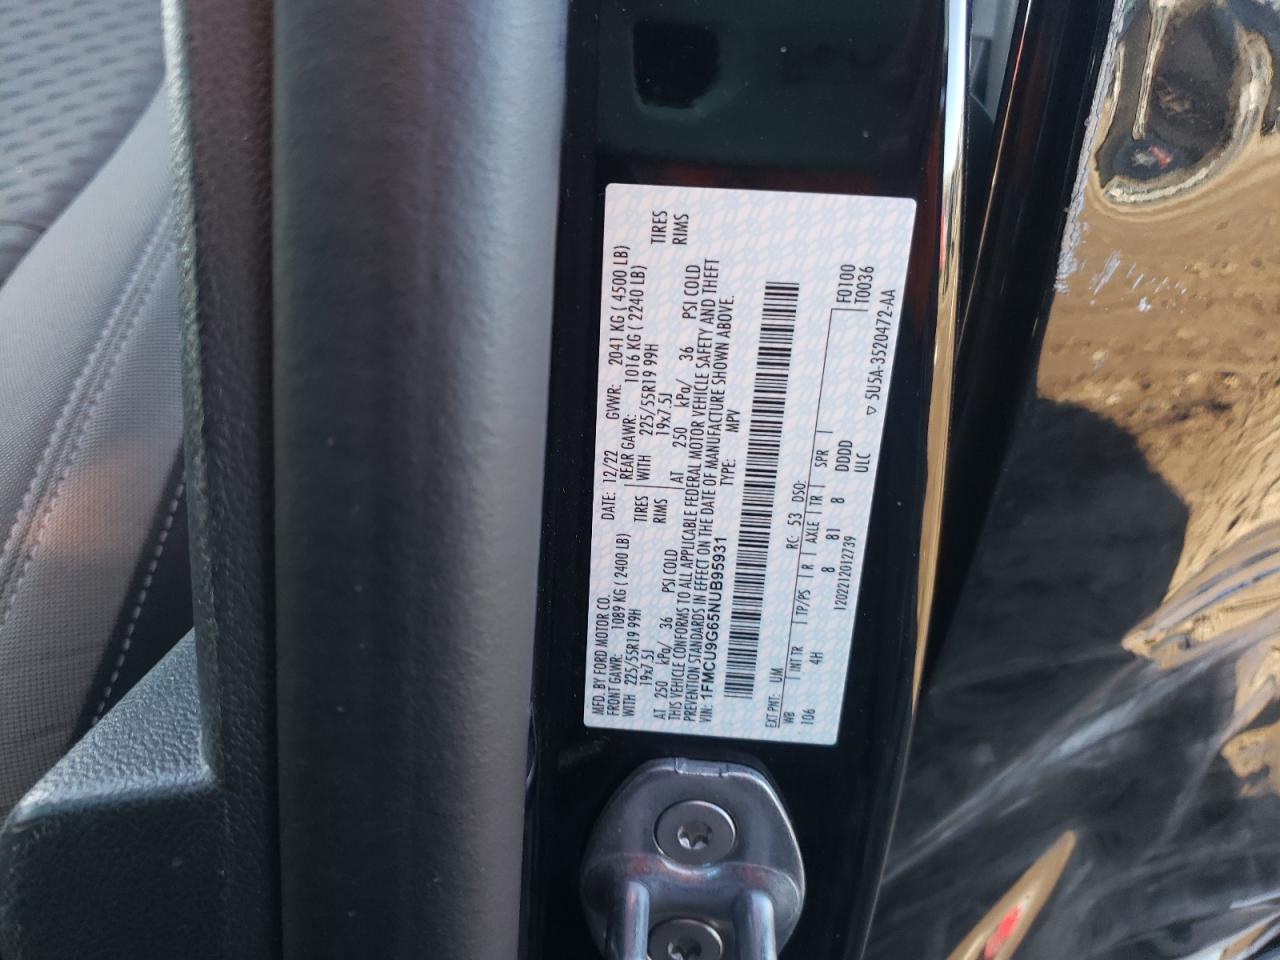 MFD. BY FORD MOTOR CO. DATE: 12/22 GVWR: 2041 KG ( 4500 LB)
FRONT GAWR: 1089 KG ( 2400 LB) REAR GAWR: 1016 KG ( 2240 LB)
WITH 225/55R19 99H TIRES WITH 225/55R19 99H TIRES
19x7.5J RIMS 19x7.5J RIMS
AT 250 kPa/ 36 PSI COLD AT 250 kPa/ 36 PSI COLD
THIS VEHICLE CONFORMS TO ALL APPLICABLE FEDERAL MOTOR VEHICLE SAFETY AND THEFT
PREVENTION STANDARDS IN EFFECT ON THE DATE OF MANUFACTURE SHOWN ABOVE.
VIN: 1FMCU9G65NUB95931 TYPE: MPV
EXT PNT: UM RC: 53 DSO:
WB INT TR TP/PS R AXLE TR SPR F0100
106 4H 8 81 8 DDDD T0036
120221201​2739 ULC ▽ 5U5A-3520472-AA